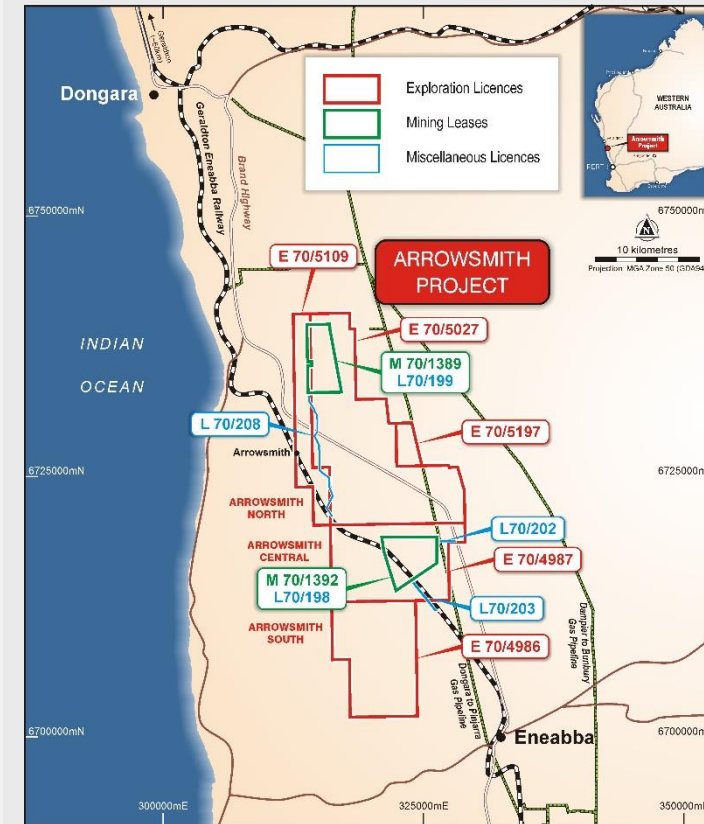 Geraldton
(~60km)
Dongara
Geraldton Eneabba Railway
Brand Highway
Exploration Licences
Mining Leases
Miscellaneous Licences
WESTERN
AUSTRALIA
Arrowsmith
Project
PERTH
6750000mN
6750000mN
N
10 kilometres
Projection: MGA Zone 50 (GDA94
E 70/5109
ARROWSMITH
PROJECT
E 70/5027
INDIAN
OCEAN
M 70/1389
L70/199
L 70/208
E 70/5197
Arrowsmith
6725000mN
6725000mN
ARROWSMITH
NORTH
L70/202
ARROWSMITH
CENTRAL
E 70/4987
M 70/1392
L70/198
L70/203
ARROWSMITH
SOUTH
E 70/4986
Dampier to Bunbury
Gas Pipeline
Dongara to Pinjarra
Gas Pipeline
6700000mN
6700000mN
Eneabba
300000mE
325000mE
350000m